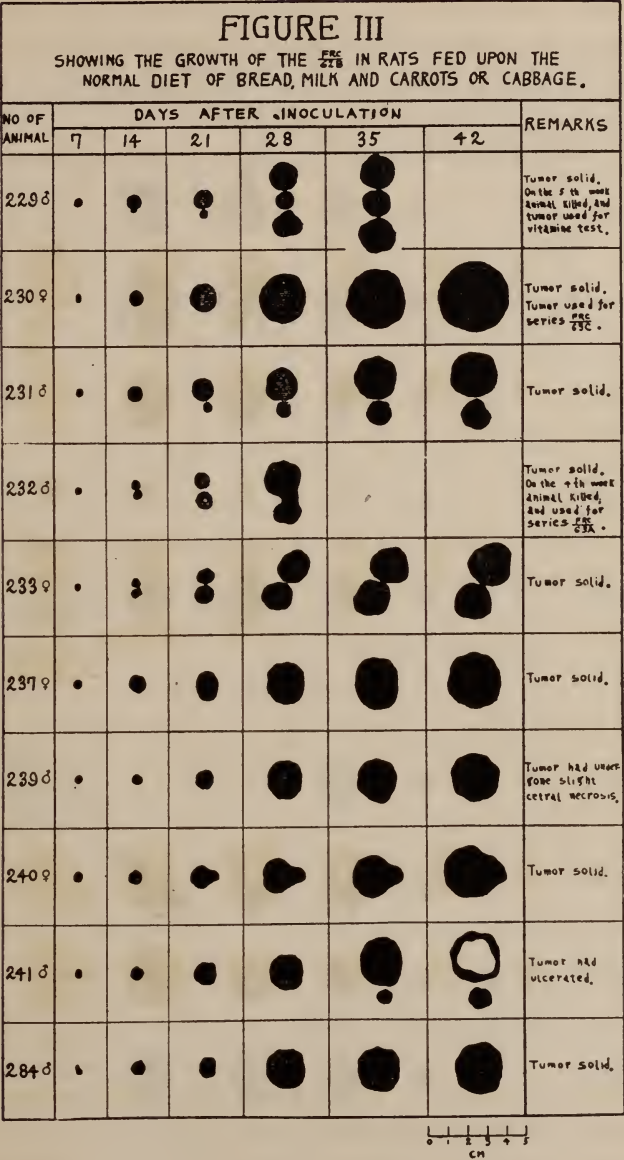 FIGURE III
SHOWING THE GROWTH OF THE FRC/62B IN RATS FED UPON THE
NORMAL DIET OF BREAD, MILK AND CARROTS OR CABBAGE.
NO OF
ANIMAL
DAYS AFTER INOCULATION
7 14 21 28 35 42
REMARKS
229♂
Tumor solid.
On the 5 th week
animal killed, and
tumor used for
vitamine test.
230♀
Tumor solid.
Tumor used for
series FRC/63C.
231♂
Tumor solid.
232♂
Tumor solid.
On the 4th week
animal killed,
and used for
series FRC/63A.
233♀
Tumor solid.
237♀
Tumor solid.
239♂
Tumor had under-
gone slight
cetral necrosis.
240♀
Tumor solid.
241♂
Tumor had
ulcerated.
284♂
Tumor solid.
0 1 2 3 4 5
CM